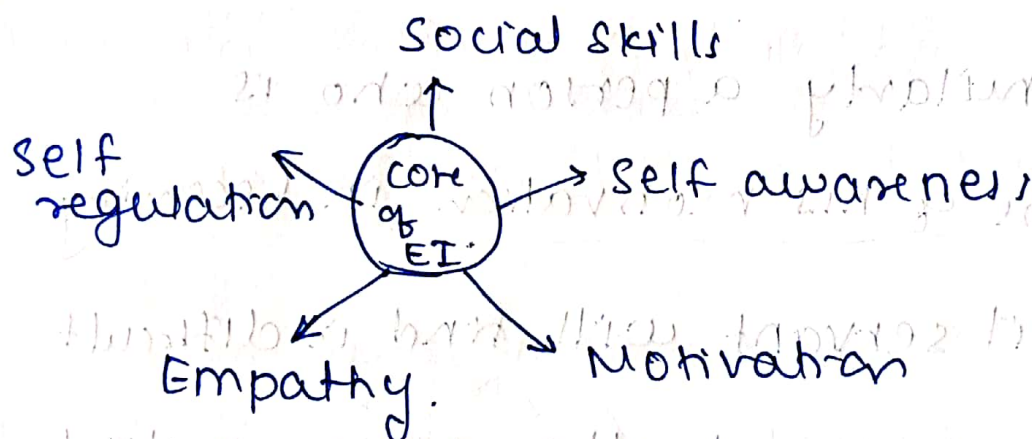 Social Skills
Self
regulation
Core
of
EI.
Self awareness
Empathy.
Motivation